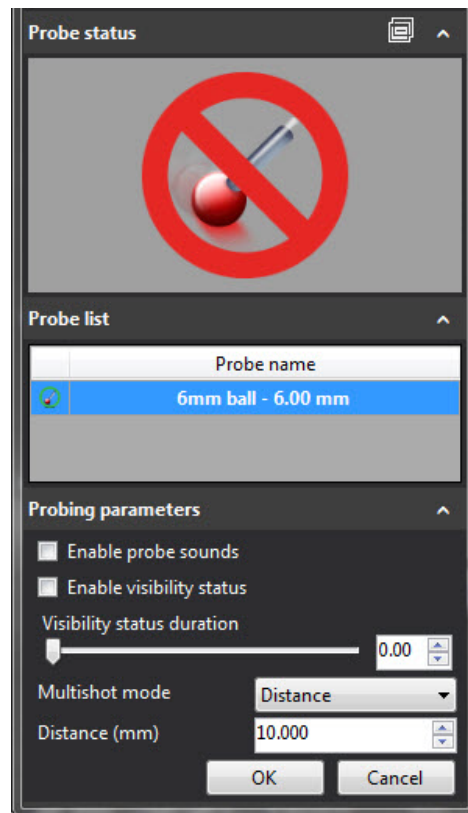 Probe status
Probe list
Probe name
6mm ball - 6.00 mm
Probing parameters
Enable probe sounds
Enable visibility status
Visibility status duration
0.00
Multishot mode Distance
Distance (mm) 10.000
OK Cancel